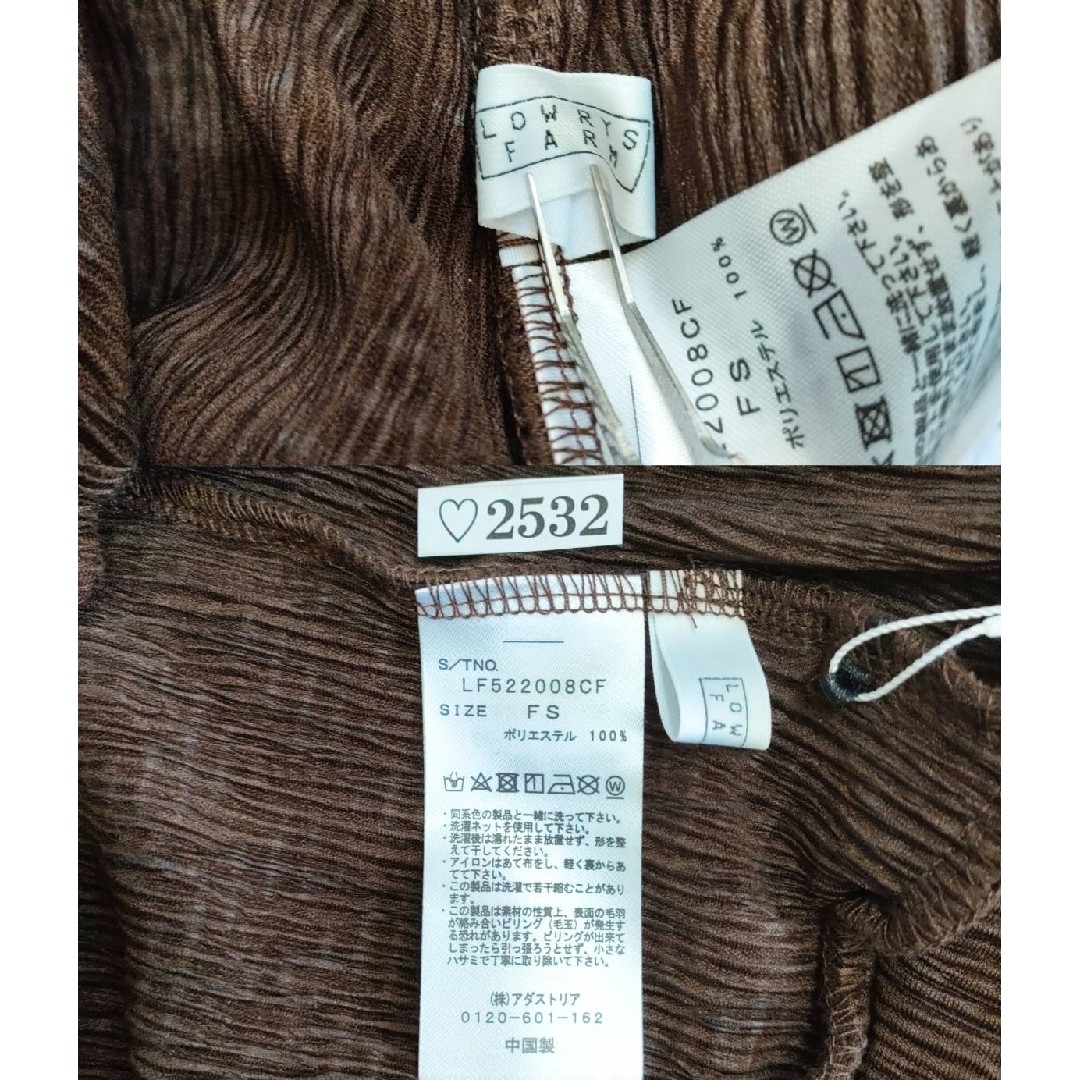 LOWRYS
FARM
2008CF
FS
ポリエステル 100%
W
♡2532
S/TNO.
LF522008CF
SIZE FS
ポリエステル 100%
W
・同系色の製品と一緒に洗って下さい。
・洗濯ネットを使用して下さい。
・洗濯後は濡れたまま放置せず、形を整
えて干してください。
・アイロンはあて布をし、軽く裏からあ
てて下さい。
・この製品は洗濯で若干縮むことがあり
ます。
・この製品は素材の性質上、表面の毛羽
が絡み合いピリング（毛玉）が発生す
る恐れがあります。ピリングが出来て
しまったら引っ張ろうとせず、小さな
ハサミで丁寧に取り除いて下さい。
(株)アダストリア
0120-601-162
中国製
LOW
FA